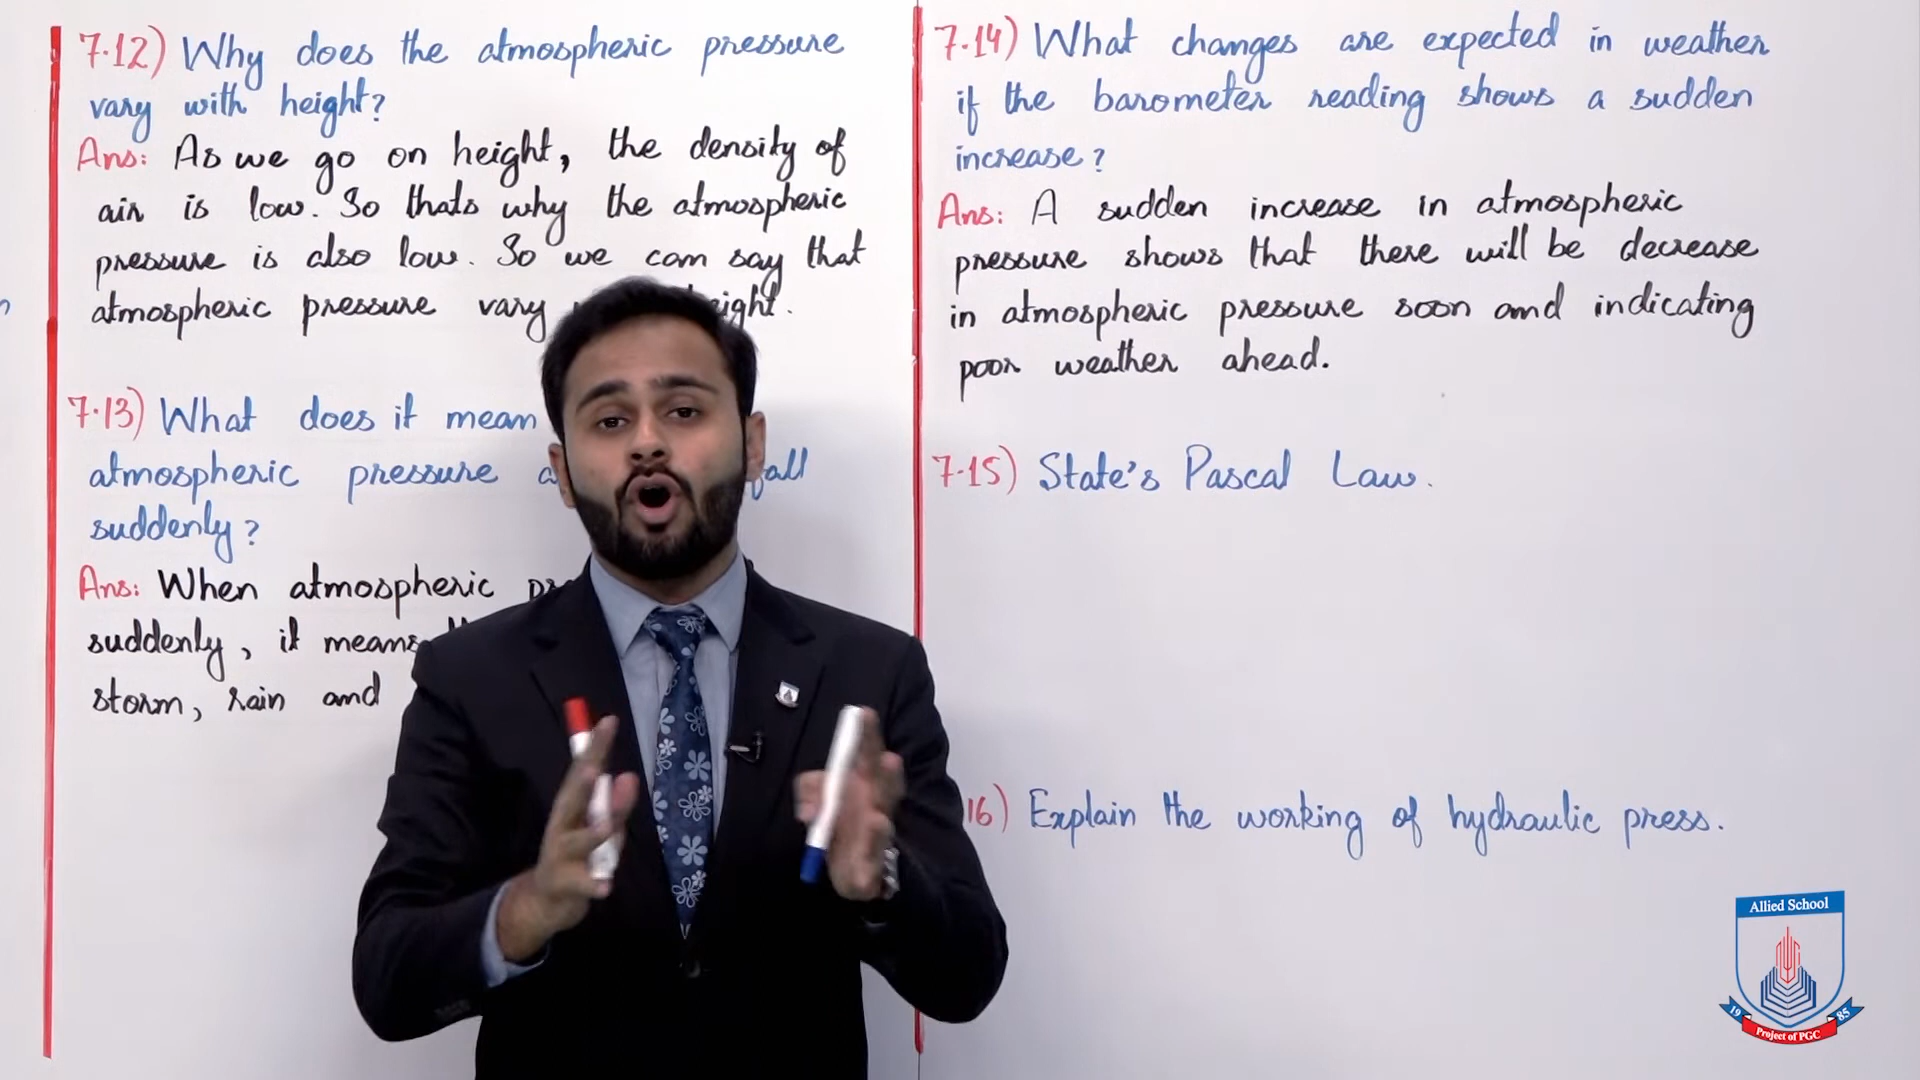 7.12) Why does the atmospheric pressure
vary with height?
Ans: As we go on height, the density of
air is low. So thats why the atmospheric
pressure is also low. So we can say that
atmospheric pressure vary height.
7.13) What does it mean
atmospheric pressure fall
suddenly?
Ans: When atmospheric
suddenly, it means
storm, rain and
7.14) What changes are expected in weather
if the barometer reading shows a sudden
increase?
Ans: A sudden increase in atmospheric
pressure shows that there will be decrease
in atmospheric pressure soon and indicating
poor weather ahead.
7.15) State's Pascal Law.
16) Explain the working of hydraulic press.
Allied School
19 85
Project of PGC